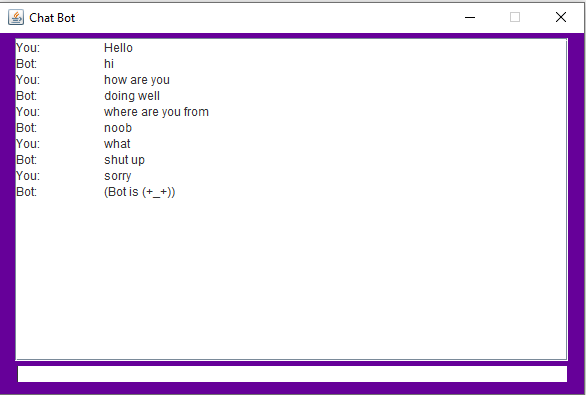 Chat Bot
You: Hello
Bot: hi
You: how are you
Bot: doing well
You: where are you from
Bot: noob
You: what
Bot: shut up
You: sorry
Bot: (Bot is (+_+))